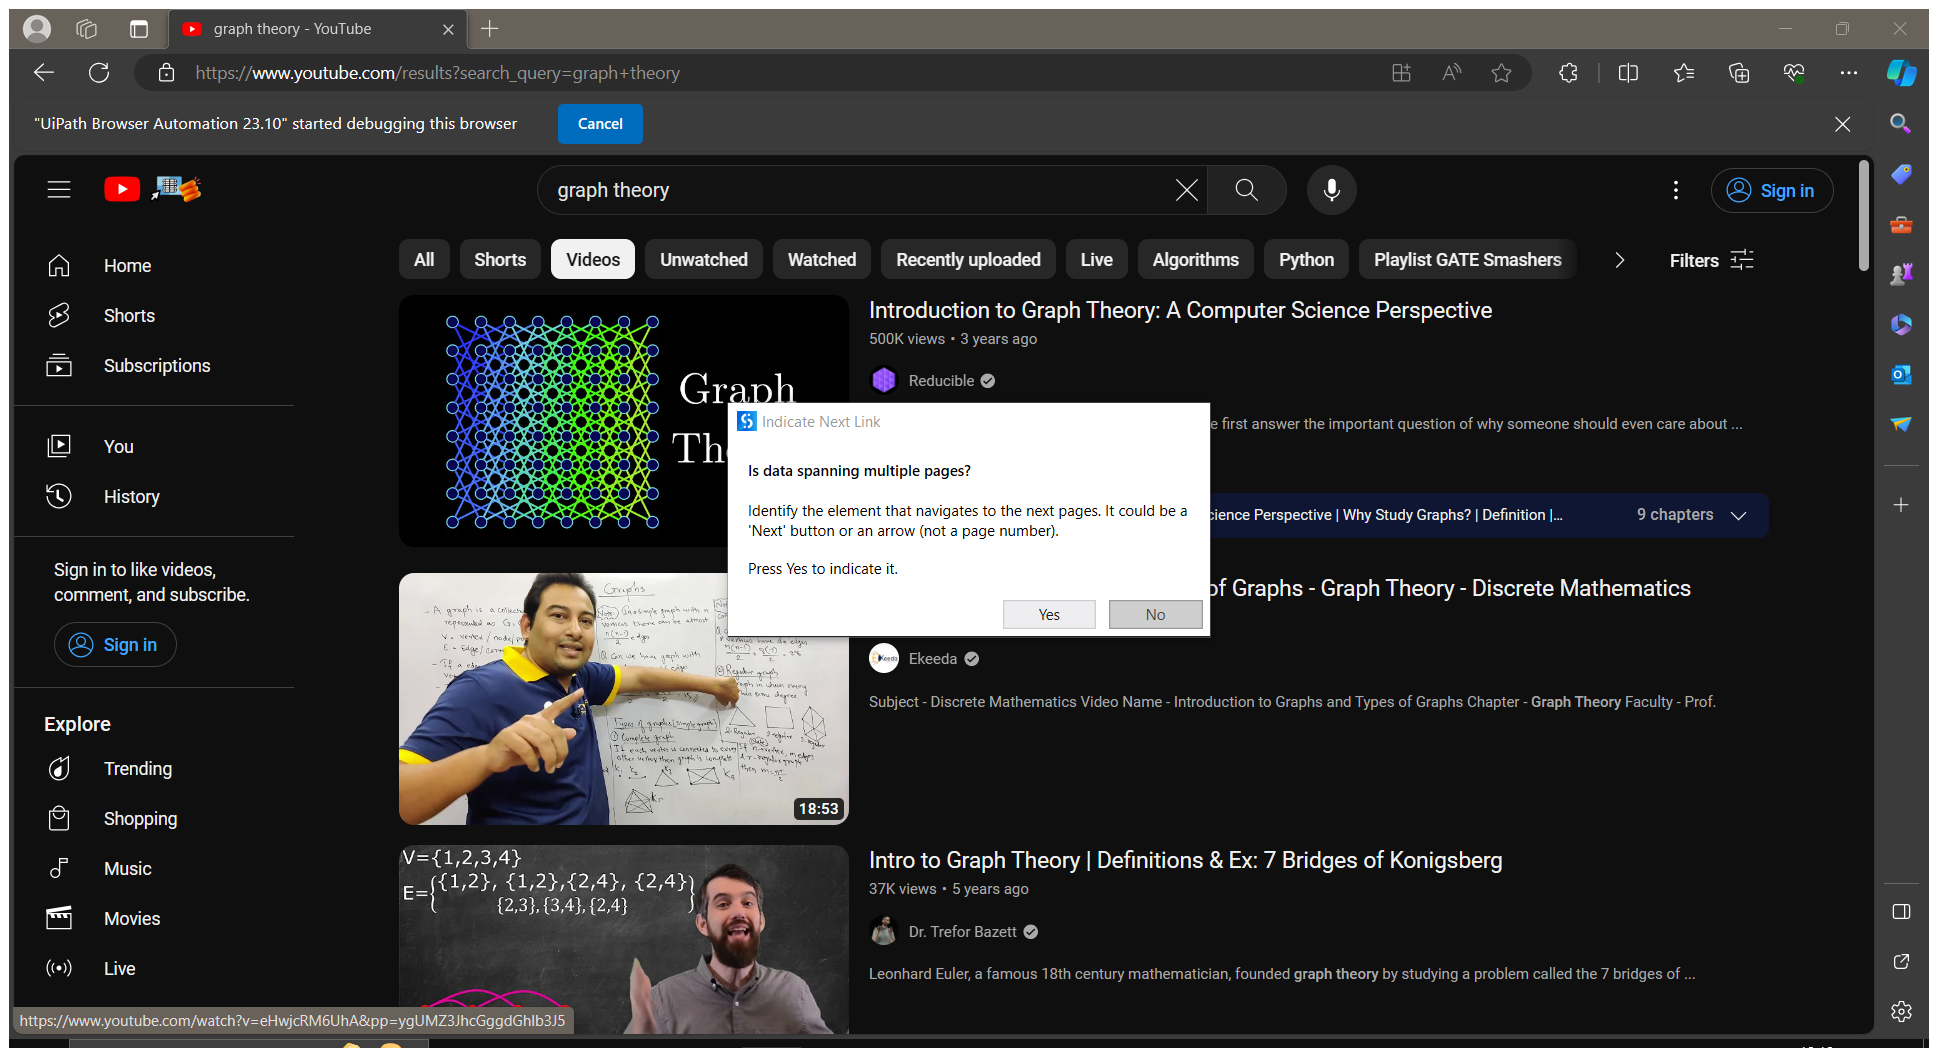 graph theory - YouTube
https://www.youtube.com/results?search_query=graph+theory
"UiPath Browser Automation 23.10" started debugging this browser
Cancel
graph theory
Sign in
Home
Shorts
Subscriptions
You
History
Sign in to like videos,
comment, and subscribe.
Sign in
Explore
Trending
Shopping
Music
Movies
Live
All
Shorts
Videos
Unwatched
Watched
Recently uploaded
Live
Algorithms
Python
Playlist GATE Smashers
Filters
Graph
Th
Introduction to Graph Theory: A Computer Science Perspective
500K views • 3 years ago
Reducible
e first answer the important question of why someone should even care about ...
cience Perspective | Why Study Graphs? | Definition |...
9 chapters
Indicate Next Link
Is data spanning multiple pages?
Identify the element that navigates to the next pages. It could be a
'Next' button or an arrow (not a page number).
Press Yes to indicate it.
Yes
No
Graphs
Types of graphs (simple graph)
① Complete graph
18:53
of Graphs - Graph Theory - Discrete Mathematics
Ekeeda
Subject - Discrete Mathematics Video Name - Introduction to Graphs and Types of Graphs Chapter - Graph Theory Faculty - Prof.
V={1,2,3,4}
E={{1,2}, {1,2},{2,4}, {2,4}}
{2,3},{3,4},{2,4}
Intro to Graph Theory | Definitions & Ex: 7 Bridges of Konigsberg
37K views • 5 years ago
Dr. Trefor Bazett
Leonhard Euler, a famous 18th century mathematician, founded graph theory by studying a problem called the 7 bridges of ...
https://www.youtube.com/watch?v=eHwjcRM6UhA&pp=ygUMZ3JhcGggdGhlb3J5